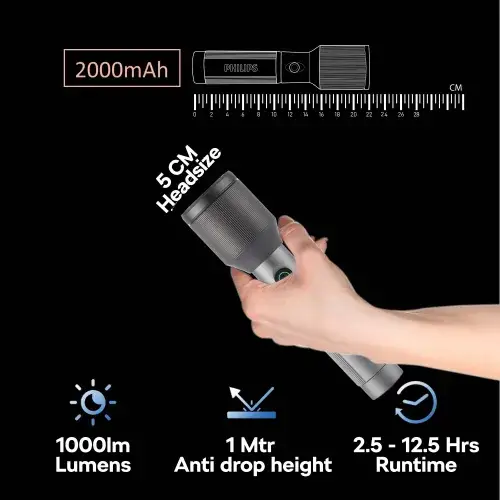 2000mAh
PHILIPS
CM
0 2 4 6 8 10 12 14 16 18 20 22 24 26 28
5 CM
Headsize
1000lm
Lumens
1 Mtr
Anti drop height
2.5 - 12.5 Hrs
Runtime